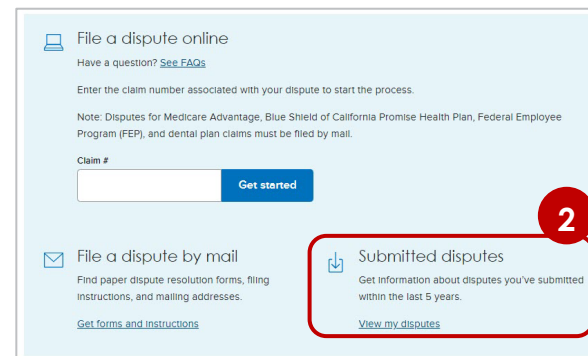 File a dispute online
Have a question? See FAQs
Enter the claim number associated with your dispute to start the process.
Note: Disputes for Medicare Advantage, Blue Shield of California Promise Health Plan, Federal Employee
Program (FEP), and dental plan claims must be filed by mail.
Claim #
Get started
2
File a dispute by mail
Find paper dispute resolution forms, filing
instructions, and mailing addresses.
Get forms and instructions
Submitted disputes
Get information about disputes you've submitted
within the last 5 years.
View my disputes